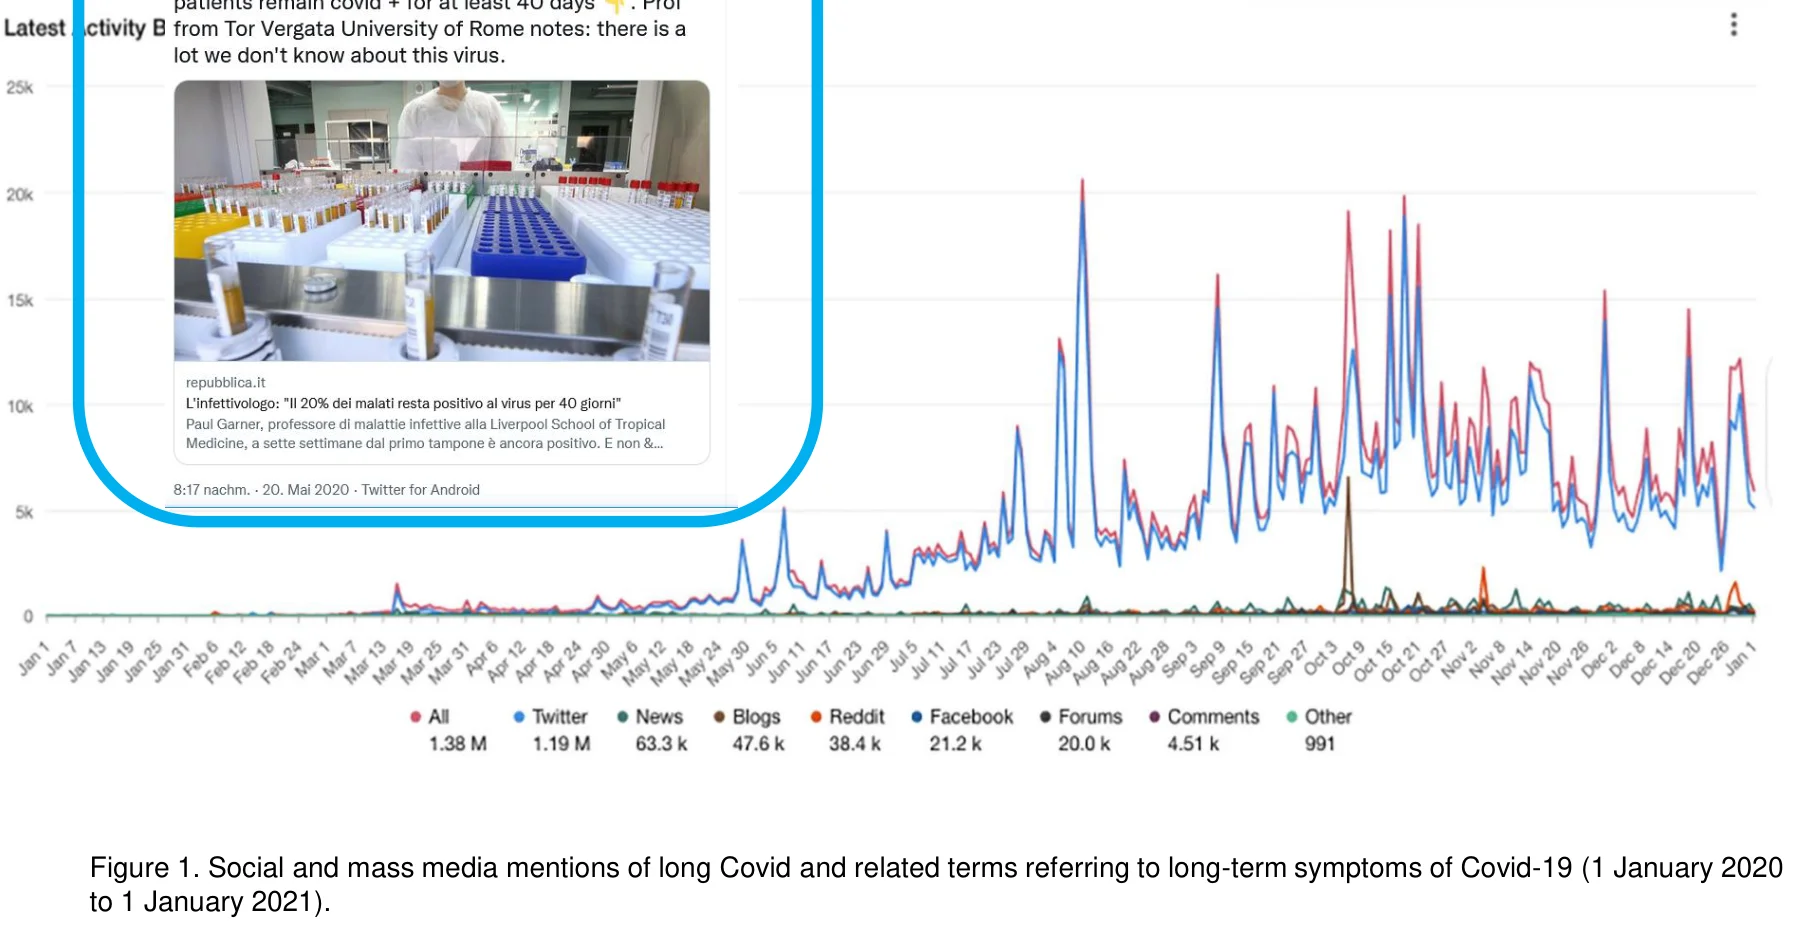 patients remain covid + for at least 40 days 👇. Prof
from Tor Vergata University of Rome notes: there is a
lot we don't know about this virus.
Latest Activity B
repubblica.it
L'infettivologo: "Il 20% dei malati resta positivo al virus per 40 giorni"
Paul Garner, professore di malattie infettive alla Liverpool School of Tropical
Medicine, a sette settimane dal primo tampone è ancora positivo. E non &...
8:17 nachm. · 20. Mai 2020 · Twitter for Android
25k
20k
15k
10k
5k
0
Jan 1 Jan 7 Jan 13 Jan 19 Jan 25 Jan 31 Feb 6 Feb 12 Feb 18 Feb 24 Mar 1 Mar 7 Mar 13 Mar 19 Mar 25 Mar 31 Apr 6 Apr 12 Apr 18 Apr 24 Apr 30 May 6 May 12 May 18 May 24 May 30 Jun 5 Jun 11 Jun 17 Jun 23 Jun 29 Jul 5 Jul 11 Jul 17 Jul 23 Jul 29 Aug 4 Aug 10 Aug 16 Aug 22 Aug 28 Sep 3 Sep 9 Sep 15 Sep 21 Sep 27 Oct 3 Oct 9 Oct 15 Oct 21 Oct 27 Nov 2 Nov 8 Nov 14 Nov 20 Nov 26 Dec 2 Dec 8 Dec 14 Dec 20 Dec 26 Jan 1
All Twitter News Blogs Reddit Facebook Forums Comments Other
1.38 M 1.19 M 63.3 k 47.6 k 38.4 k 21.2 k 20.0 k 4.51 k 991
Figure 1. Social and mass media mentions of long Covid and related terms referring to long-term symptoms of Covid-19 (1 January 2020
to 1 January 2021).